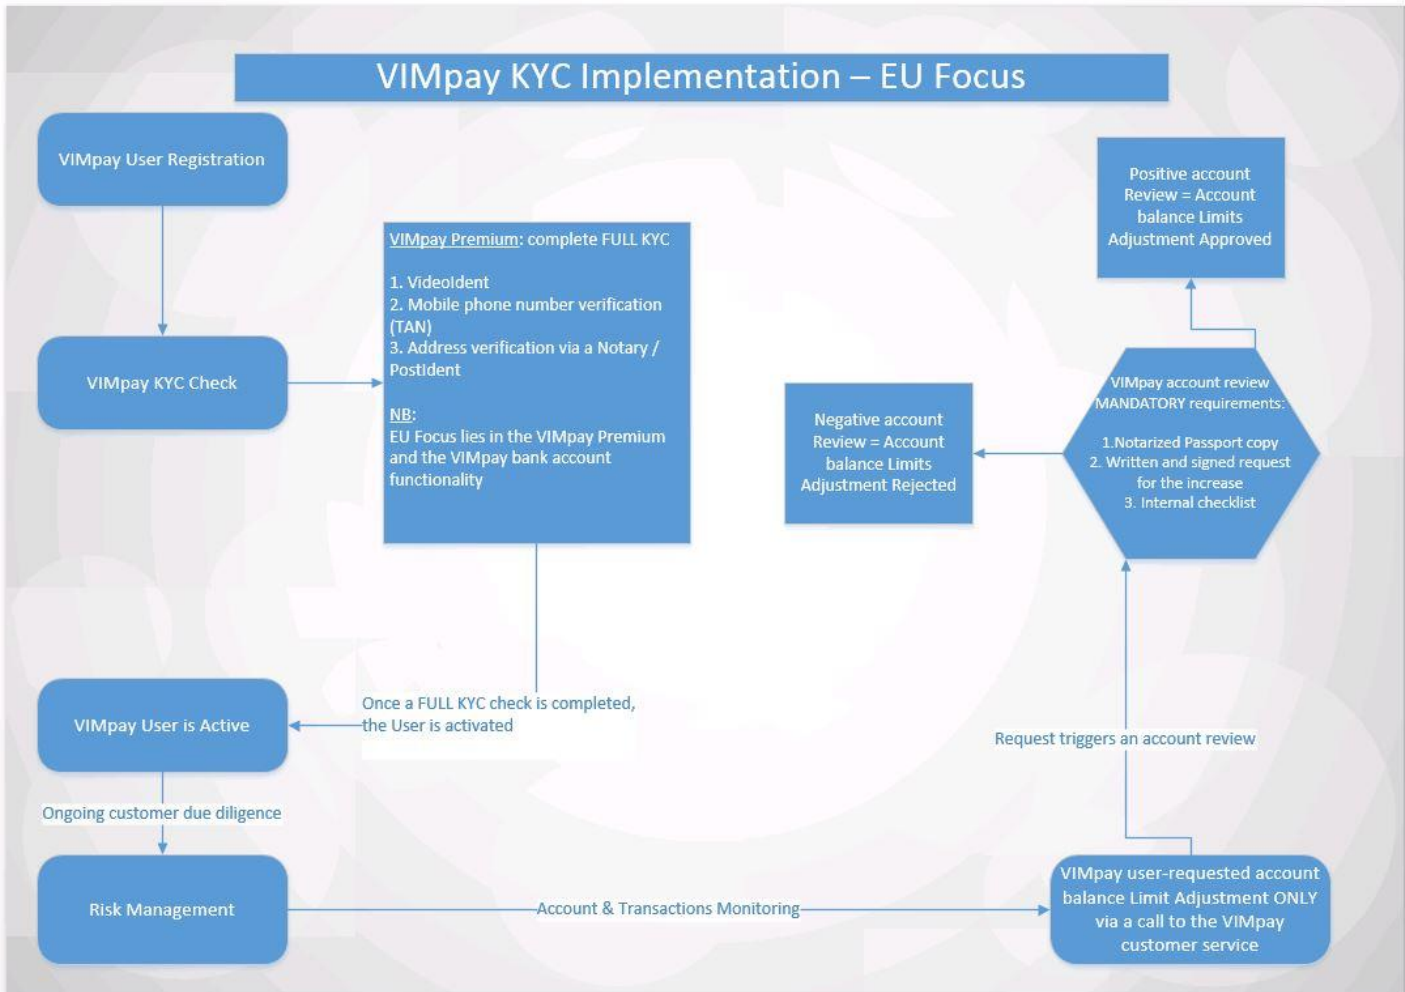 VIMpay KYC Implementation – EU Focus
VIMpay User Registration
VIMpay KYC Check
VIMpay Premium: complete FULL KYC
1. VideoIdent
2. Mobile phone number verification
(TAN)
3. Address verification via a Notary /
PostIdent
NB:
EU Focus lies in the VIMpay Premium
and the VIMpay bank account
functionality
Once a FULL KYC check is completed,
the User is activated
VIMpay User is Active
Ongoing customer due diligence
Risk Management
Account & Transactions Monitoring
VIMpay user-requested account
balance Limit Adjustment ONLY
via a call to the VIMpay
customer service
Request triggers an account review
VIMpay account review
MANDATORY requirements:
1.Notarized Passport copy
2. Written and signed request
for the increase
3. Internal checklist
Negative account
Review = Account
balance Limits
Adjustment Rejected
Positive account
Review = Account
balance Limits
Adjustment Approved